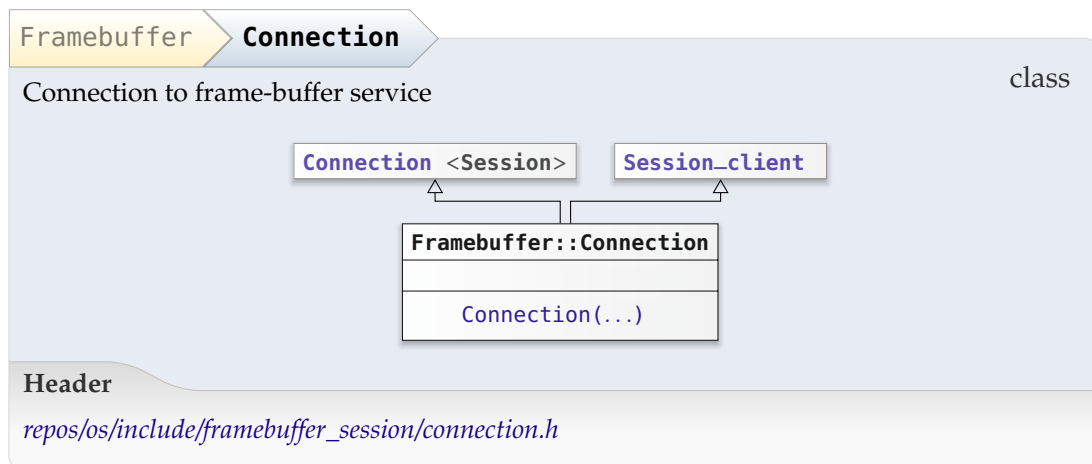 Framebuffer Connection
class
Connection to frame-buffer service
Connection <Session> Session_client
Framebuffer::Connection
Connection(...)
Header
repos/os/include/framebuffer_session/connection.h